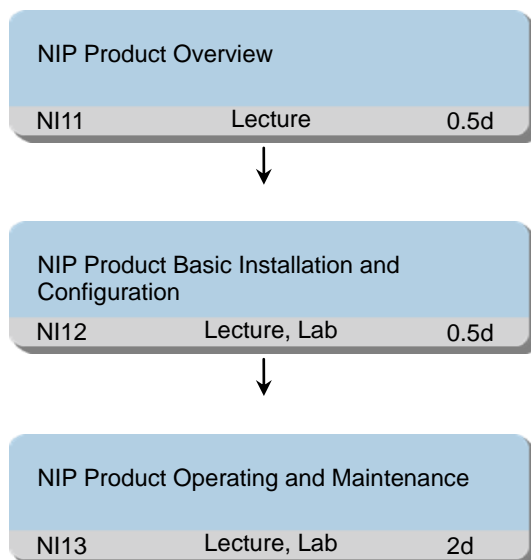 NIP Product Overview
NI11 Lecture 0.5d
NIP Product Basic Installation and
Configuration
NI12 Lecture, Lab 0.5d
NIP Product Operating and Maintenance
NI13 Lecture, Lab 2d